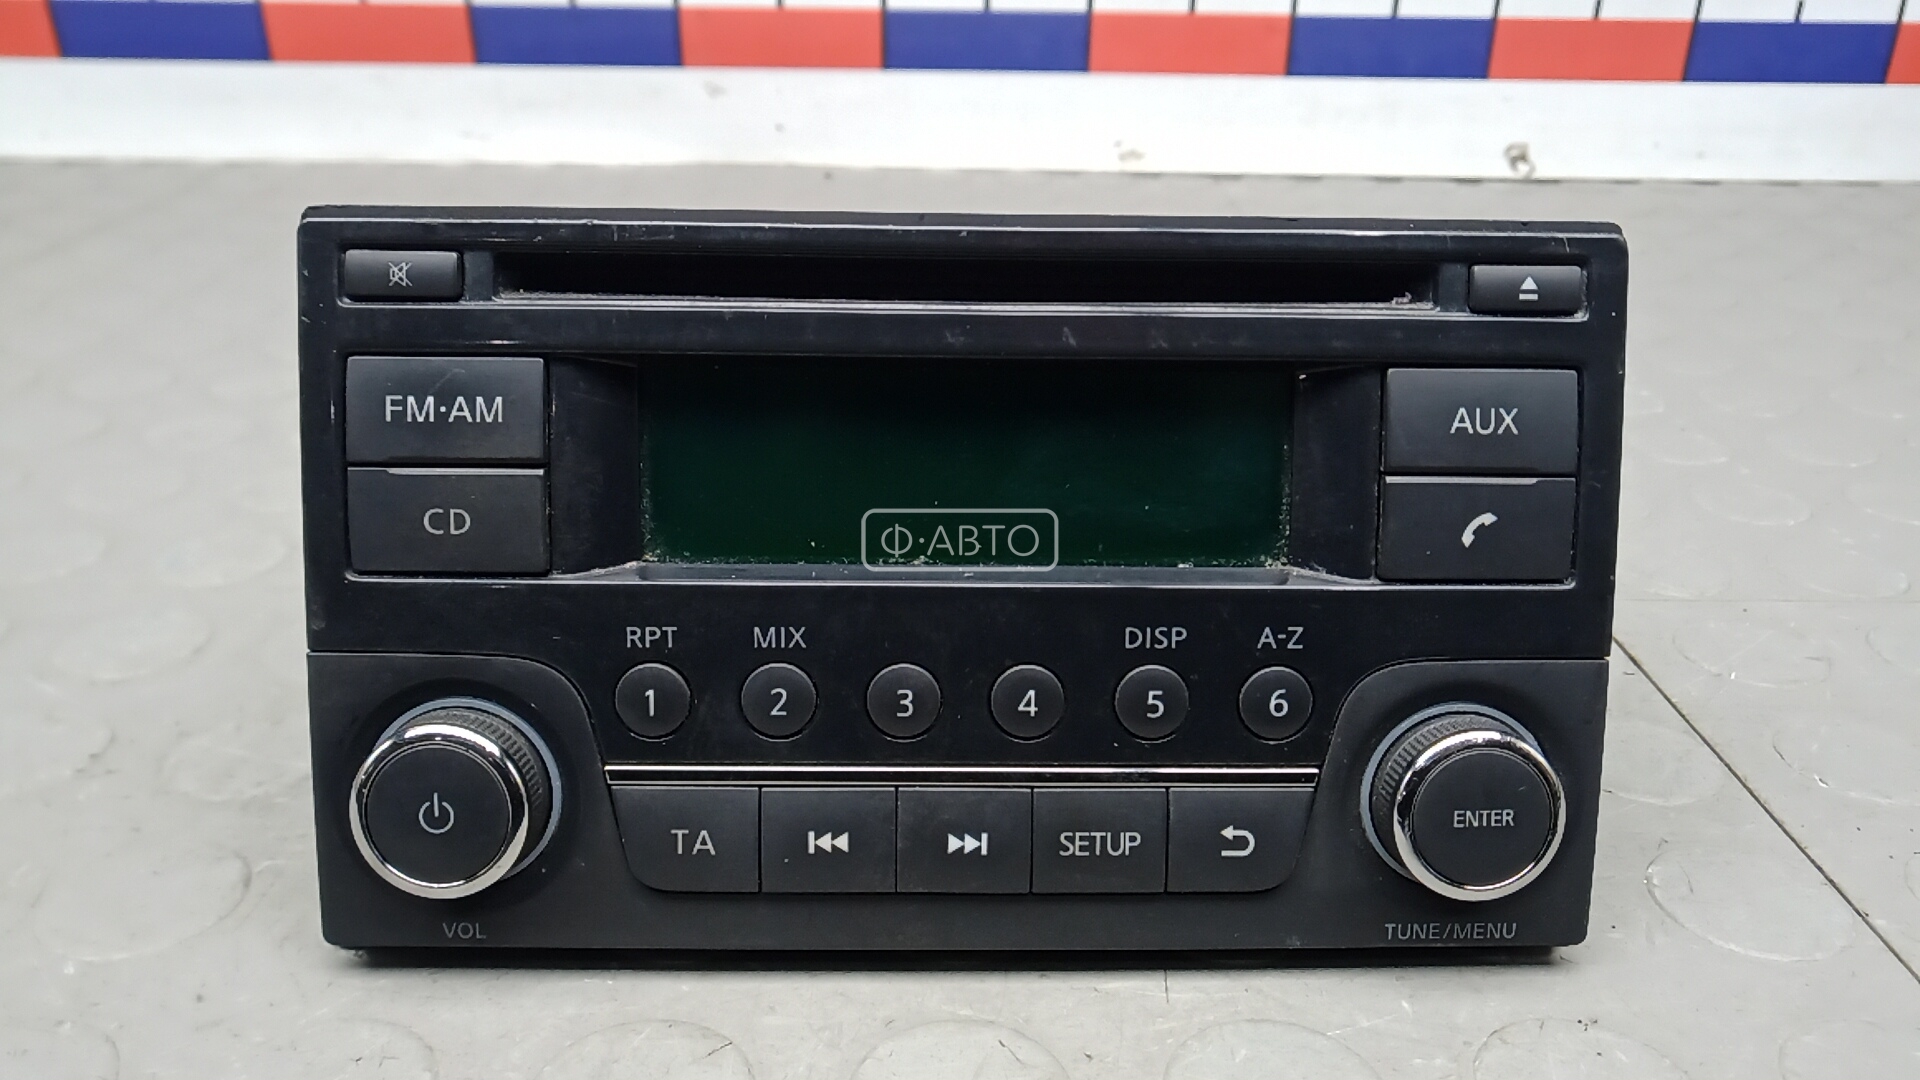 FM·AM
AUX
CD
Ф·АВТО
RPT MIX DISP A-Z
1 2 3 4 5 6
TA SETUP ENTER
VOL TUNE/MENU